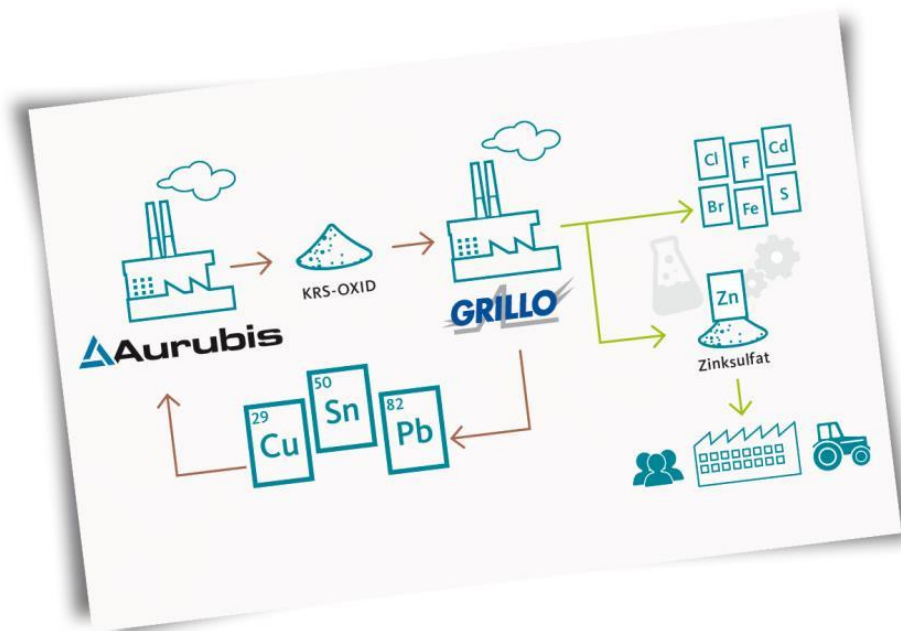 Cl
F
Cd
Br
Fe
S
KRS-OXID
Aurubis
GRILLO
Zn
Zinksulfat
29
Cu
50
Sn
82
Pb